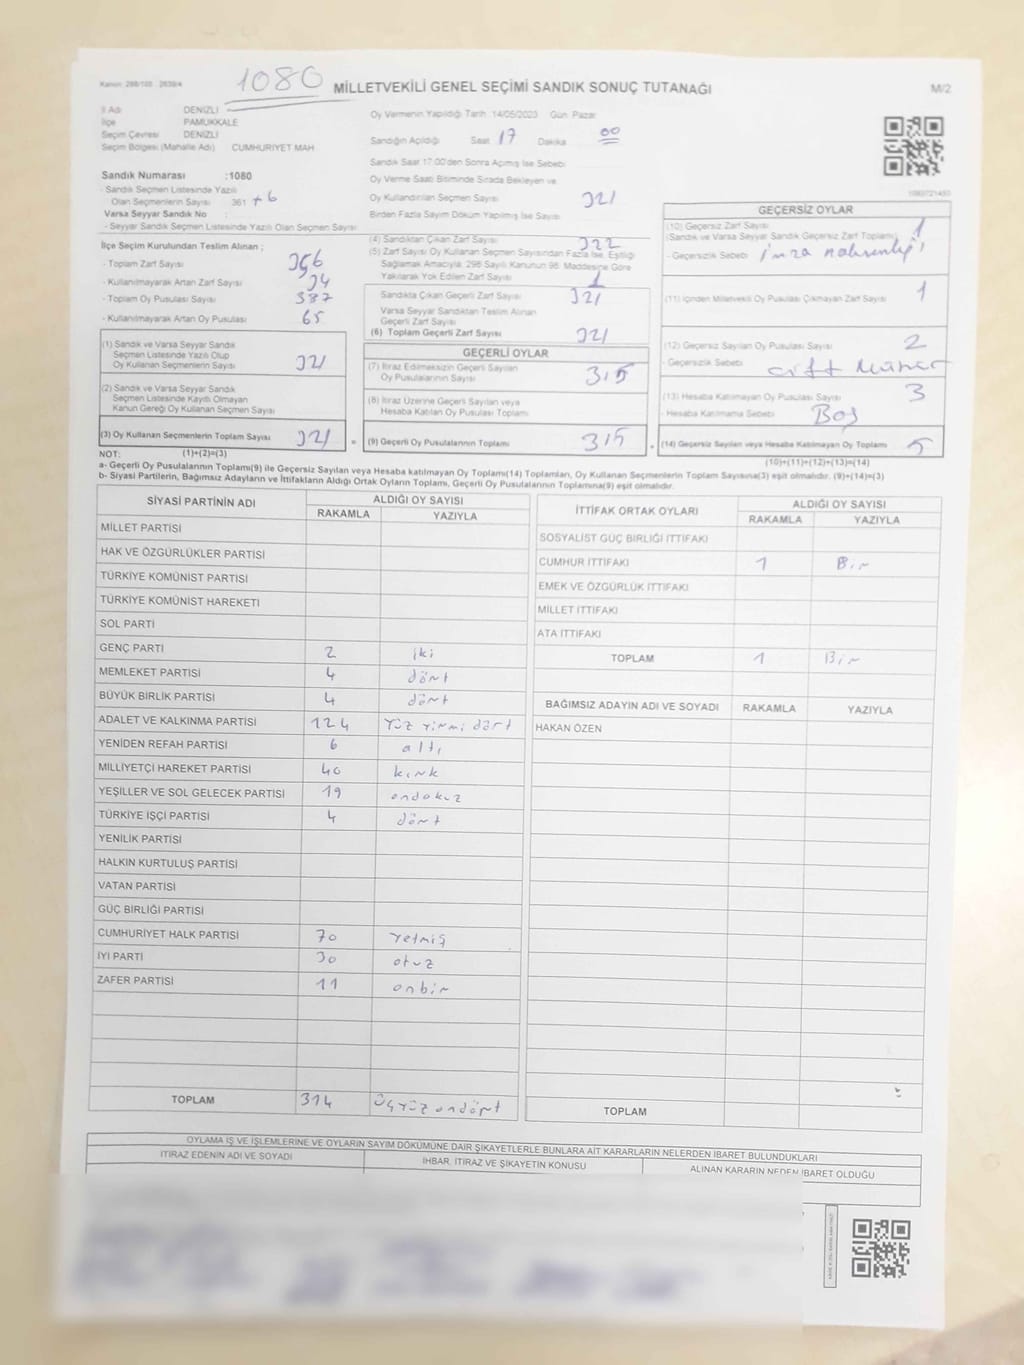 1080
MİLLETVEKİLİ GENEL SEÇİMİ SANDIK SONUÇ TUTANAĞI
M/2
İl Adı DENİZLİ
İlçe PAMUKKALE
Seçim Çevresi DENİZLİ
Seçim Bölgesi (Mahalle Adı) CUMHURİYET MAH
Sandık Numarası :1080
- Sandık Seçmen Listesinde Yazılı
Olan Seçmenlerin Sayısı 361 +6
Varsa Seyyar Sandık No :
- Seyyar Sandık Seçmen Listesinde Yazılı Olan Seçmen Sayısı
İlçe Seçim Kurulundan Teslim Alınan ;
- Toplam Zarf Sayısı
- Kullanılmayarak Artan Zarf Sayısı 34
- Toplam Oy Pusulası Sayısı 387
- Kullanılmayarak Artan Oy Pusulası 65
(1) Sandık ve Varsa Seyyar Sandık
Seçmen Listesinde Yazılı Olup
Oy Kullanan Seçmenlerin Sayısı 321
(2) Sandık ve Varsa Seyyar Sandık
Seçmen Listesinde Kayıtlı Olmayan
Kanun Gereği Oy Kullanan Seçmen Sayısı
(3) Oy Kullanan Seçmenlerin Toplam Sayısı 321
(1)+(2)=(3)
Oy Vermenin Yapıldığı Tarih 14/05/2023 Gün Pazar
Sandığın Açıldığı Saat 17 Dakika 00
Sandık Saat 17:00'den Sonra Açılmış İse Sebebi
Oy Verme Saati Bitiminde Sırada Bekleyen ve
Oy Kullandırılan Seçmen Sayısı 321
Birden Fazla Sayım Döküm Yapılmış İse Sayısı
(4) Sandıktan Çıkan Zarf Sayısı 322
(5) Zarf Sayısı Oy Kullanan Seçmen Sayısından Fazla İse, Eşitliği
Sağlamak Amacıyla, 298 Sayılı Kanunun 98. Maddesine Göre
Yakılarak Yok Edilen Zarf Sayısı 1
Sandıkta Çıkan Geçerli Zarf Sayısı 321
Varsa Seyyar Sandıktan Teslim Alınan
Geçerli Zarf Sayısı
(6) Toplam Geçerli Zarf Sayısı 321
GEÇERLİ OYLAR
(7) İtiraz Edilmeksizin Geçerli Sayılan
Oy Pusulalarının Sayısı 315
(8) İtiraz Üzerine Geçerli Sayılan veya
Hesaba Katılan Oy Pusulası Toplamı
= (9) Geçerli Oy Pusulalarının Toplamı 315
GEÇERSİZ OYLAR
(10) Geçersiz Zarf Sayısı 1
(Sandık ve Varsa Seyyar Sandık Geçersiz Zarf Toplamı)
- Geçersizlik Sebebi imza noksanlığı
(11) İçinden Milletvekili Oy Pusulası Çıkmayan Zarf Sayısı 1
(12) Geçersiz Sayılan Oy Pusulası Sayısı 2
- Geçersizlik Sebebi çift mühür
(13) Hesaba Katılmayan Oy Pusulası Sayısı 3
- Hesaba Katılmama Sebebi Boş
(14) Geçersiz Sayılan veya Hesaba Katılmayan Oy Toplamı 5
(10)+(11)+(12)+(13)=(14)
NOT:
a- Geçerli Oy Pusulalarının Toplamı(9) ile Geçersiz Sayılan veya Hesaba katılmayan Oy Toplamı(14) Toplamları, Oy Kullanan Seçmenlerin Toplam Sayısına(3) eşit olmalıdır. (9)+(14)=(3)
b- Siyasi Partilerin, Bağımsız Adayların ve İttifakların Aldığı Ortak Oyların Toplamı, Geçerli Oy Pusulalarının Toplamına(9) eşit olmalıdır.
SİYASİ PARTİNİN ADI ALDIĞI OY SAYISI
RAKAMLA YAZIYLA
MİLLET PARTİSİ
HAK VE ÖZGÜRLÜKLER PARTİSİ
TÜRKİYE KOMÜNİST PARTİSİ
TÜRKİYE KOMÜNİST HAREKETİ
SOL PARTİ
GENÇ PARTİ 2 iki
MEMLEKET PARTİSİ 4 dört
BÜYÜK BİRLİK PARTİSİ 4 dört
ADALET VE KALKINMA PARTİSİ 124 Yüz yirmi dört
YENİDEN REFAH PARTİSİ 6 altı
MİLLİYETÇİ HAREKET PARTİSİ 40 kırk
YEŞİLLER VE SOL GELECEK PARTİSİ 19 ondokuz
TÜRKİYE İŞÇİ PARTİSİ 4 dört
YENİLİK PARTİSİ
HALKIN KURTULUŞ PARTİSİ
VATAN PARTİSİ
GÜÇ BİRLİĞİ PARTİSİ
CUMHURİYET HALK PARTİSİ 70 yetmiş
İYİ PARTİ 30 otuz
ZAFER PARTİSİ 11 onbir
TOPLAM 314 üçyüzondört
İTTİFAK ORTAK OYLARI ALDIĞI OY SAYISI
RAKAMLA YAZIYLA
SOSYALİST GÜÇ BİRLİĞİ İTTİFAKI
CUMHUR İTTİFAKI 1 Bir
EMEK VE ÖZGÜRLÜK İTTİFAKI
MİLLET İTTİFAKI
ATA İTTİFAKI
TOPLAM 1 Bir
BAĞIMSIZ ADAYIN ADI VE SOYADI RAKAMLA YAZIYLA
HAKAN ÖZEN
TOPLAM
OYLAMA İŞ VE İŞLEMLERİNE VE OYLARIN SAYIM DÖKÜMÜNE DAİR ŞİKAYETLERLE BUNLARA AİT KARARLARIN NELERDEN İBARET BULUNDUKLARI
İTİRAZ EDENİN ADI VE SOYADI İHBAR, İTİRAZ VE ŞİKAYETİN KONUSU ALINAN KARARIN NEDEN İBARET OLDUĞU